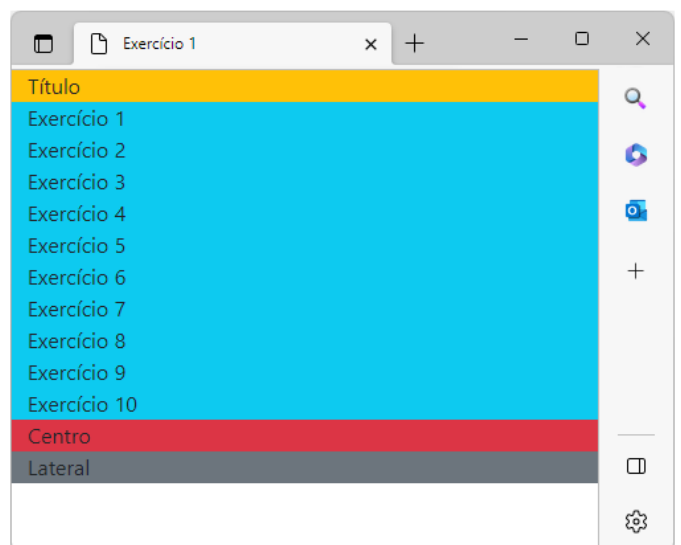 Exercício 1
Título
Exercício 1
Exercício 2
Exercício 3
Exercício 4
Exercício 5
Exercício 6
Exercício 7
Exercício 8
Exercício 9
Exercício 10
Centro
Lateral